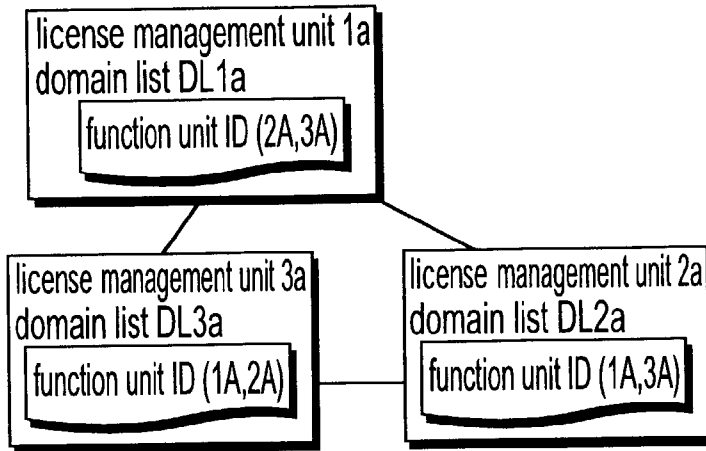 license management unit 1a
domain list DL1a
function unit ID (2A,3A)
license management unit 3a
domain list DL3a
function unit ID (1A,2A)
license management unit 2a
domain list DL2a
function unit ID (1A,3A)